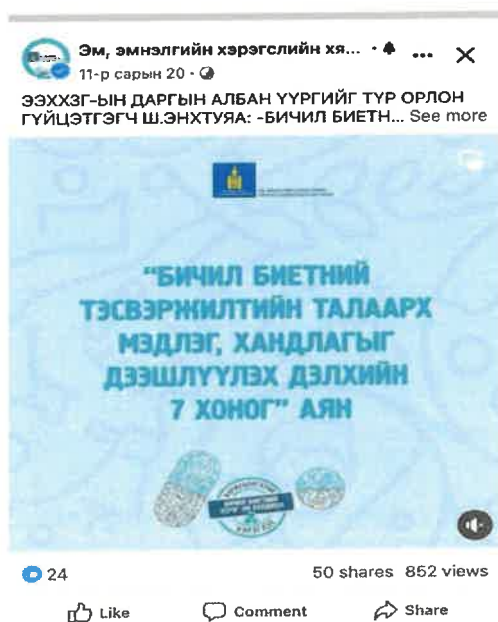 Эм, эмнэлгийн хэрэгслийн хя...
11-р сарын 20
ЭЭХХЗГ-ЫН ДАРГЫН АЛБАН ҮҮРГИЙГ ТҮР ОРЛОН
ГҮЙЦЭТГЭГЧ Ш.ЭНХТУЯА: -БИЧИЛ БИЕТН... See more
“БИЧИЛ БИЕТНИЙ
ТЭСВЭРЖИЛТИЙН ТАЛААРХ
МЭДЛЭГ, ХАНДЛАГЫГ
ДЭЭШЛҮҮЛЭХ ДЭЛХИЙН
7 ХОНОГ” АЯН
24
50 shares 852 views
Like Comment Share